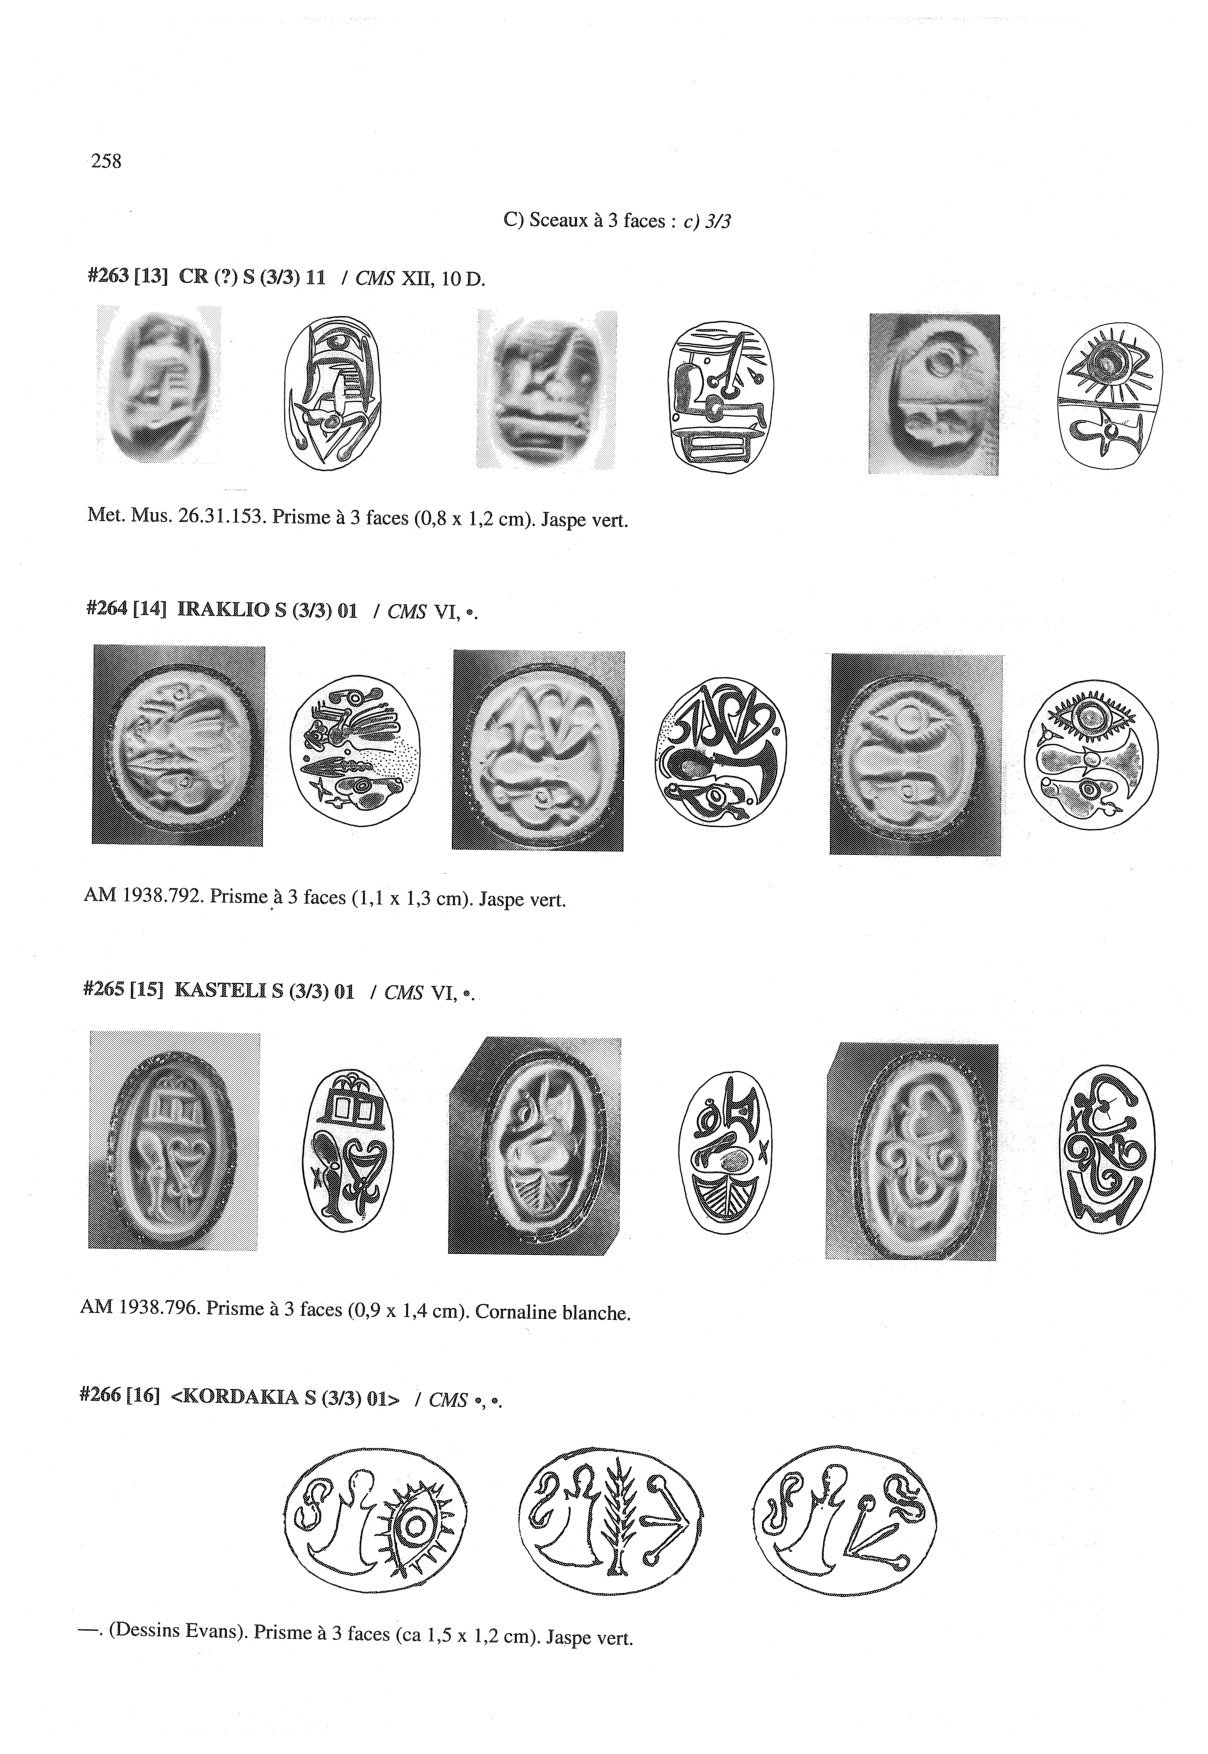 258
C) Sceaux à 3 faces : c) 3/3
#263 [13] CR (?) S (3/3) 11 / CMS XII, 10 D.
Met. Mus. 26.31.153. Prisme à 3 faces (0,8 x 1,2 cm). Jaspe vert.
#264 [14] IRAKLIO S (3/3) 01 / CMS VI, •.
AM 1938.792. Prisme à 3 faces (1,1 x 1,3 cm). Jaspe vert.
#265 [15] KASTELI S (3/3) 01 / CMS VI, •.
AM 1938.796. Prisme à 3 faces (0,9 x 1,4 cm). Cornaline blanche.
#266 [16] <KORDAKIA S (3/3) 01> / CMS •, •.
—. (Dessins Evans). Prisme à 3 faces (ca 1,5 x 1,2 cm). Jaspe vert.